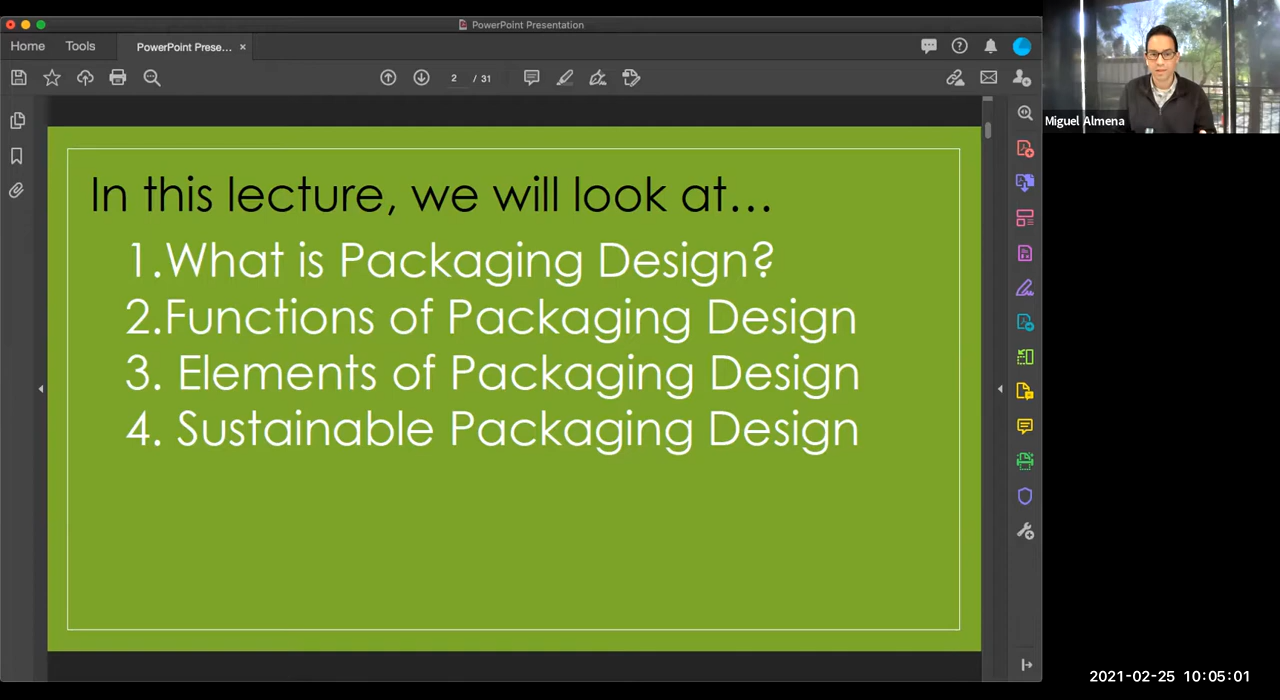 PowerPoint Presentation
Home
Tools
PowerPoint Prese... ×
2 / 31
Miguel Almena
In this lecture, we will look at...
1.What is Packaging Design?
2.Functions of Packaging Design
3. Elements of Packaging Design
4. Sustainable Packaging Design
2021-02-25 10:05:01